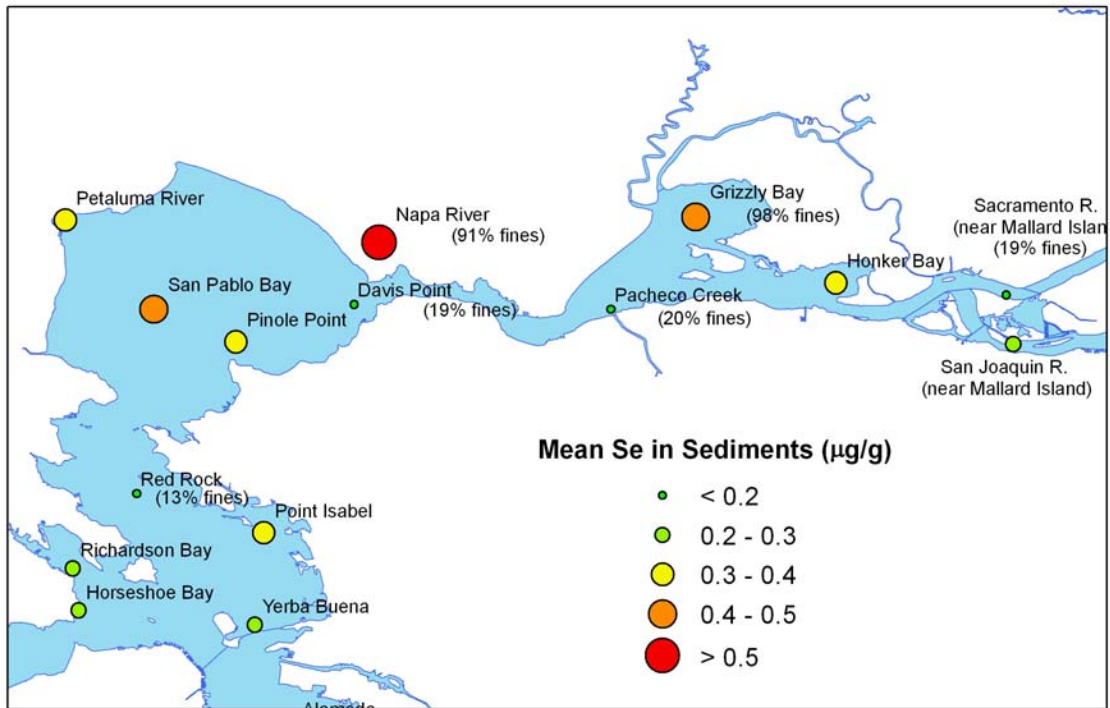 Petaluma River
Napa River
(91% fines)
Grizzly Bay
(98% fines)
Sacramento R.
(near Mallard Islan
(19% fines)
San Pablo Bay
Davis Point
(19% fines)
Pinole Point
Pacheco Creek
(20% fines)
Honker Bay
San Joaquin R.
(near Mallard Island)
Red Rock
(13% fines)
Point Isabel
Richardson Bay
Horseshoe Bay
Yerba Buena
Alameda
Mean Se in Sediments (µg/g)
< 0.2
0.2 - 0.3
0.3 - 0.4
0.4 - 0.5
> 0.5